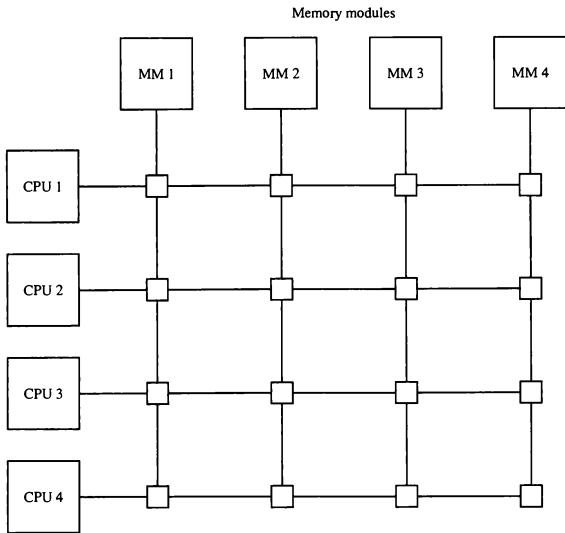 Memory modules
MM 1
MM 2
MM 3
MM 4
CPU 1
CPU 2
CPU 3
CPU 4